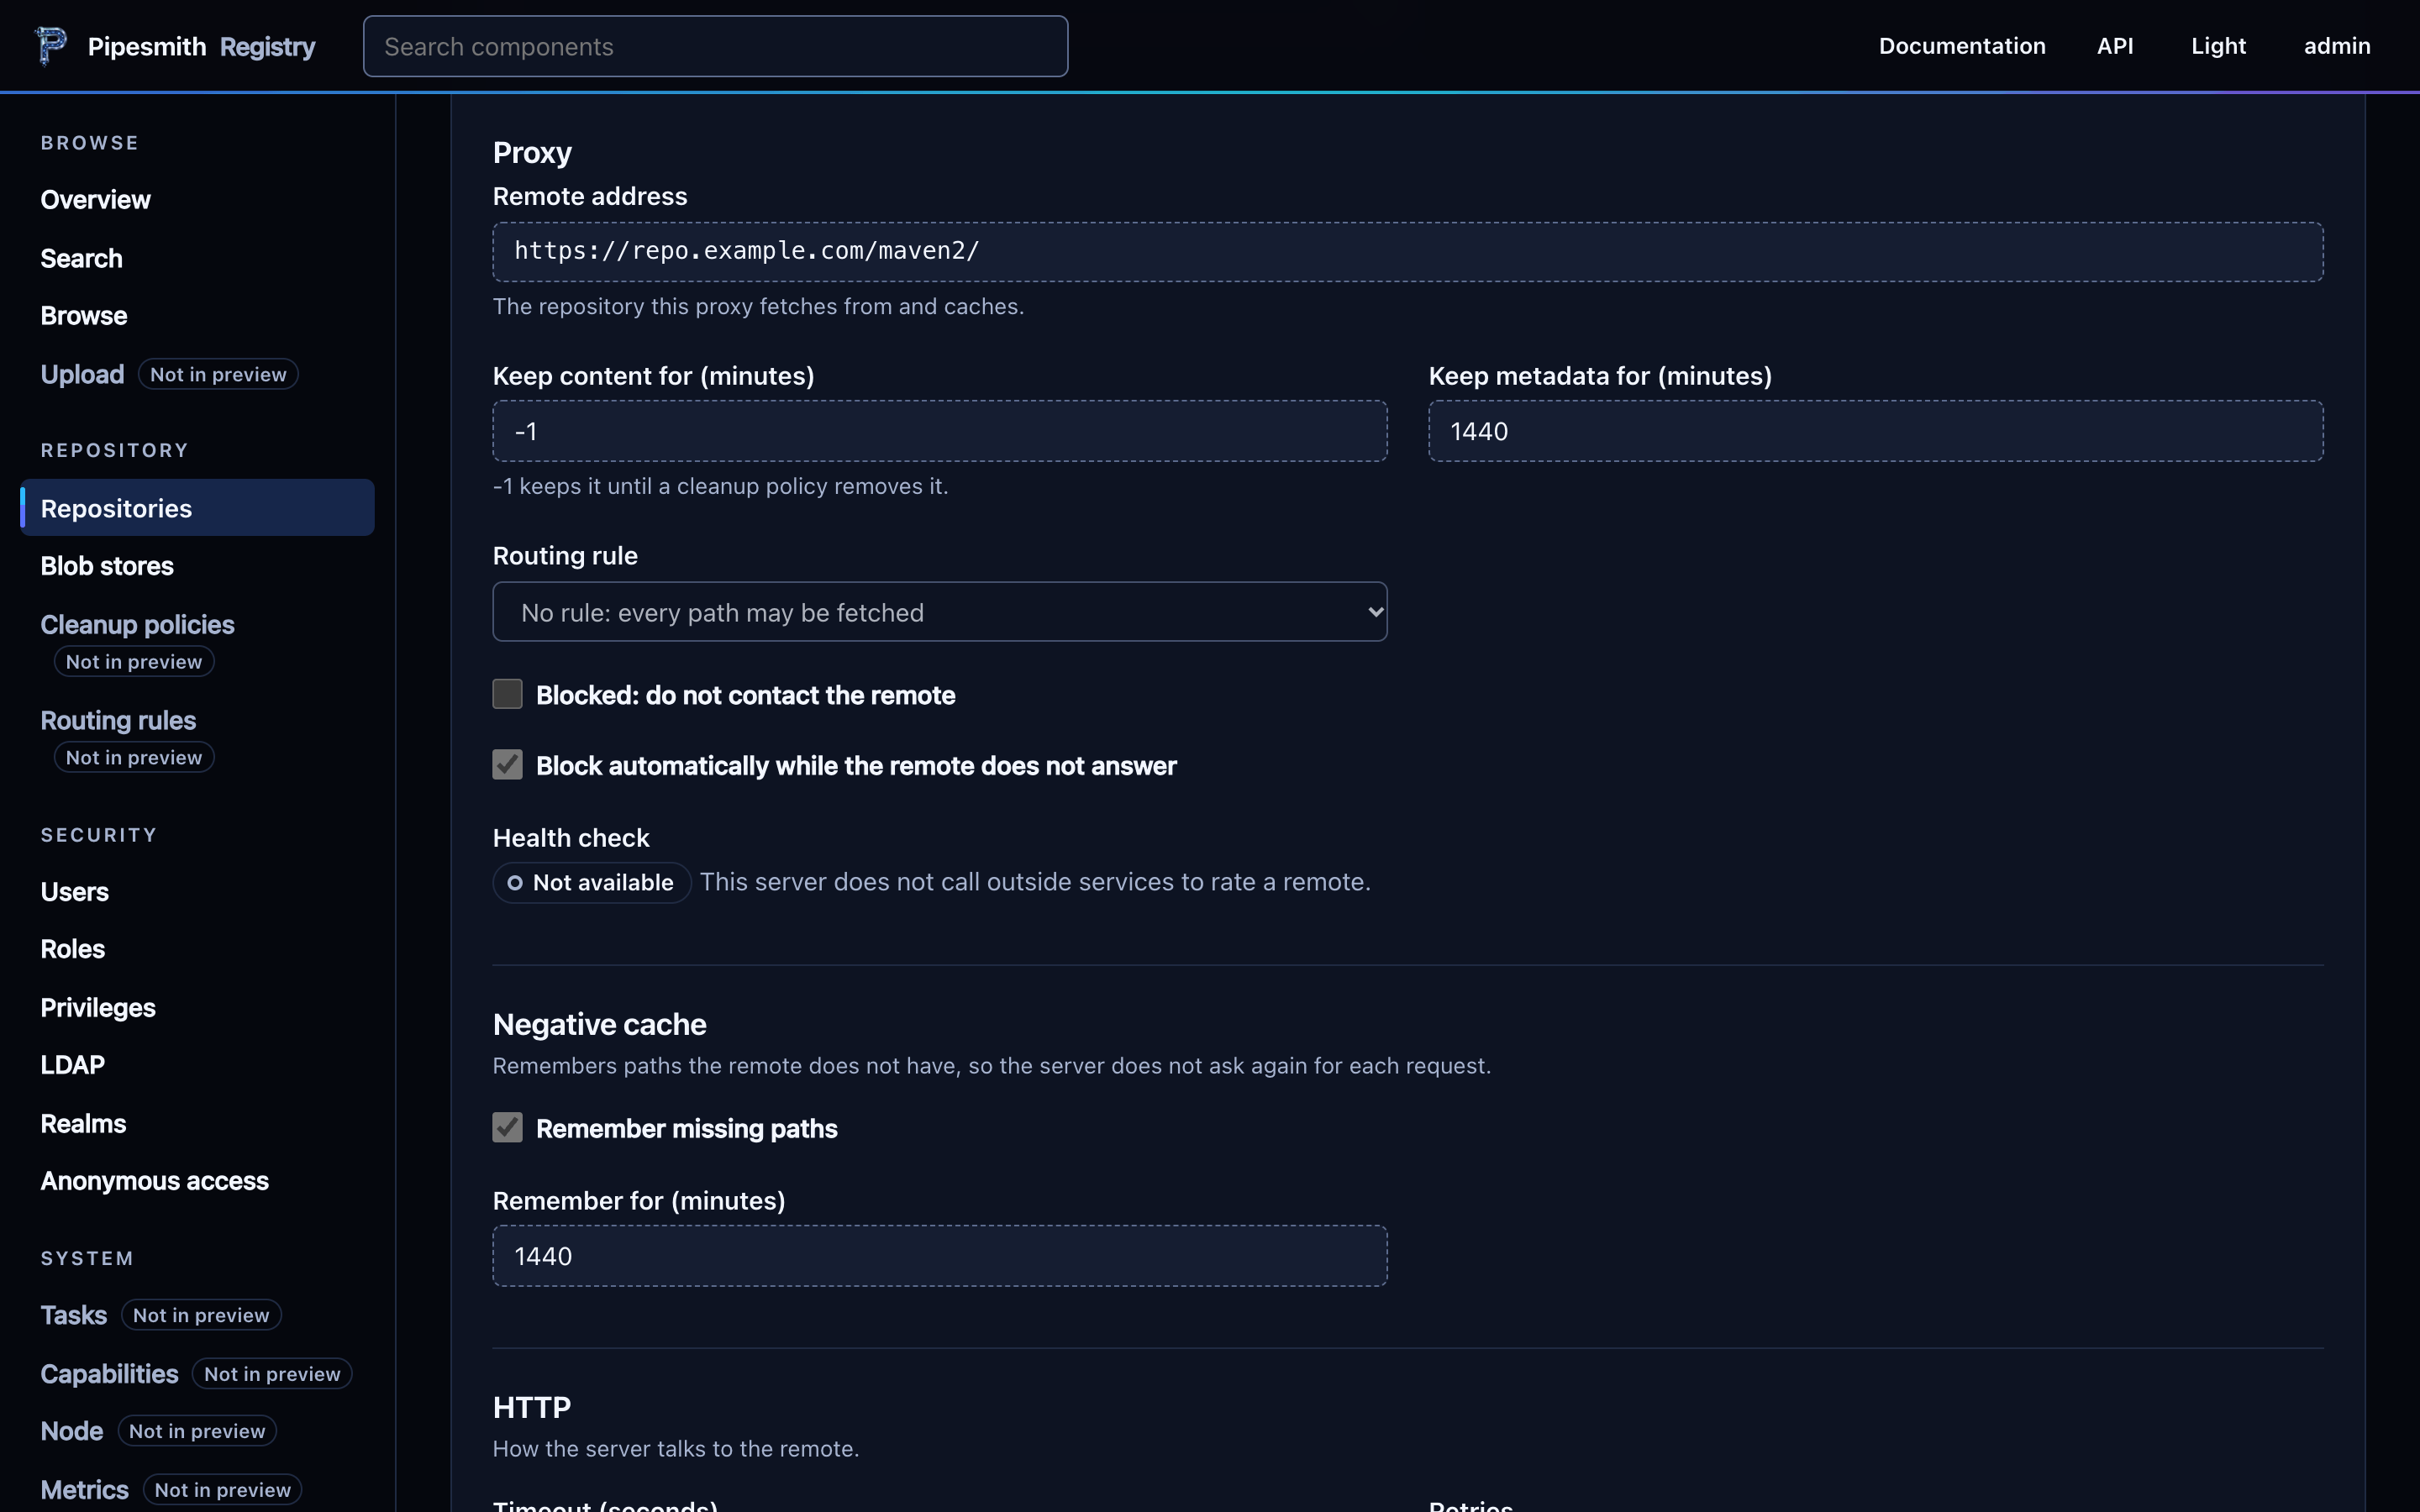 Pipesmith Registry
Search components
Documentation
API
Light
admin
BROWSE
Overview
Search
Browse
Upload Not in preview
REPOSITORY
Repositories
Blob stores
Cleanup policies
Not in preview
Routing rules
Not in preview
SECURITY
Users
Roles
Privileges
LDAP
Realms
Anonymous access
SYSTEM
Tasks Not in preview
Capabilities Not in preview
Node Not in preview
Metrics Not in preview
Proxy
Remote address
https://repo.example.com/maven2/
The repository this proxy fetches from and caches.
Keep content for (minutes)
-1
-1 keeps it until a cleanup policy removes it.
Keep metadata for (minutes)
1440
Routing rule
No rule: every path may be fetched
Blocked: do not contact the remote
Block automatically while the remote does not answer
Health check
Not available This server does not call outside services to rate a remote.
Negative cache
Remembers paths the remote does not have, so the server does not ask again for each request.
Remember missing paths
Remember for (minutes)
1440
HTTP
How the server talks to the remote.
Timeout (seconds)
Retries